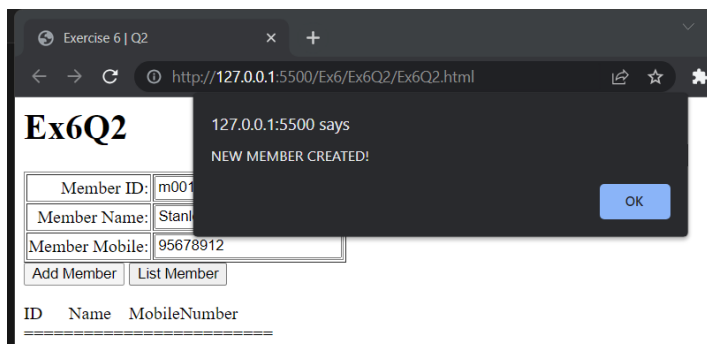 Exercise 6 | Q2
http://127.0.0.1:5500/Ex6/Ex6Q2/Ex6Q2.html
127.0.0.1:5500 says
NEW MEMBER CREATED!
OK
Ex6Q2
Member ID: m001
Member Name:
Member Mobile: 95678912
Add Member List Member
ID Name MobileNumber
=========================